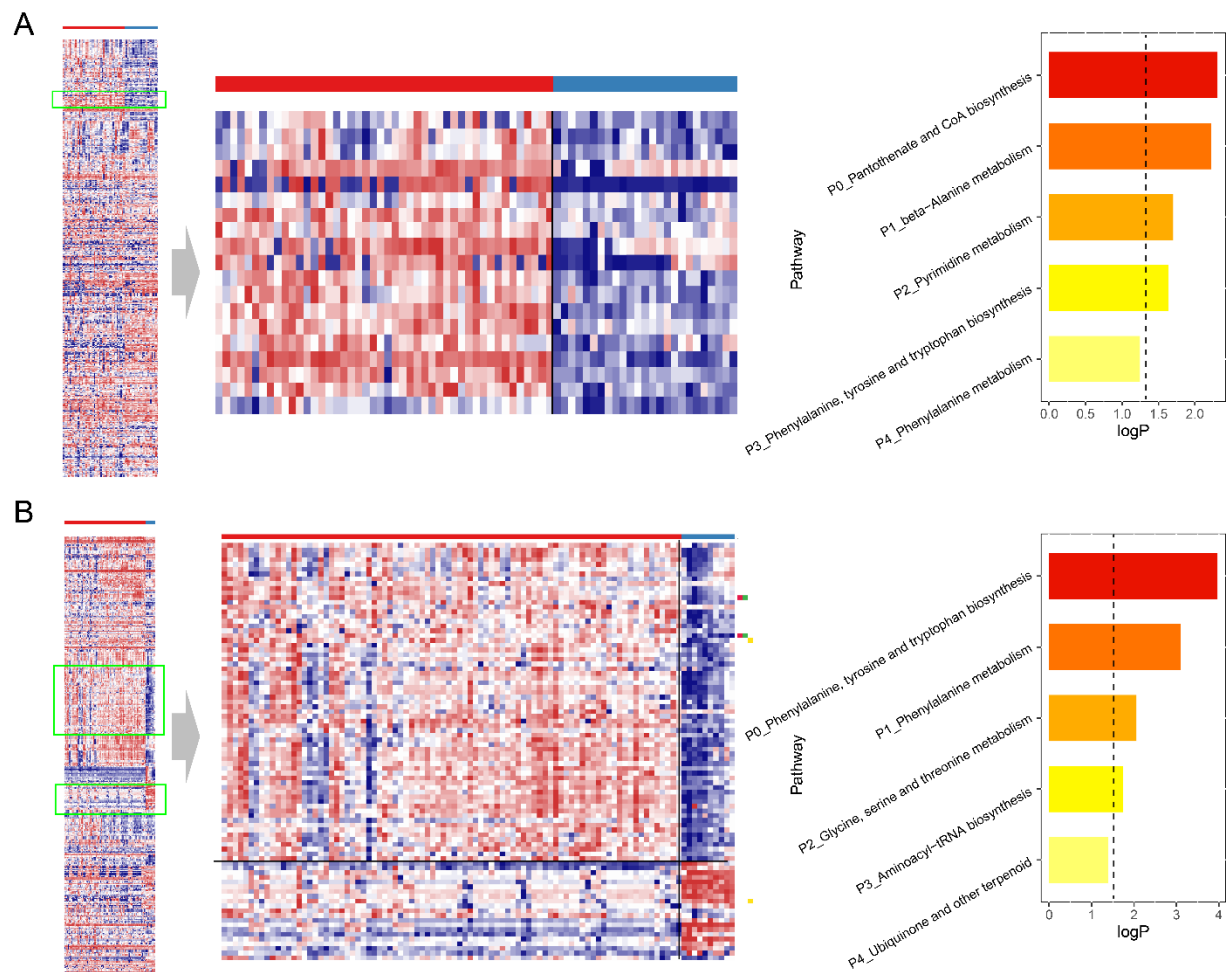 A
P0_Pantothenate and CoA biosynthesis
P1_beta−Alanine metabolism
P2_Pyrimidine metabolism
P3_Phenylalanine, tyrosine and tryptophan biosynthesis
P4_Phenylalanine metabolism
Pathway
0.0 0.5 1.0 1.5 2.0
logP
B
P0_Phenylalanine, tyrosine and tryptophan biosynthesis
P1_Phenylalanine metabolism
P2_Glycine, serine and threonine metabolism
P3_Aminoacyl−tRNA biosynthesis
P4_Ubiquinone and other terpenoid
Pathway
0 1 2 3 4
logP